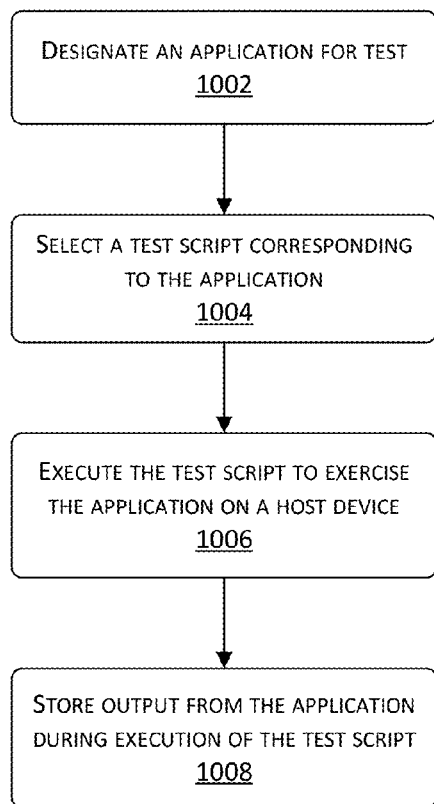 DESIGNATE AN APPLICATION FOR TEST
1002
SELECT A TEST SCRIPT CORRESPONDING
TO THE APPLICATION
1004
EXECUTE THE TEST SCRIPT TO EXERCISE
THE APPLICATION ON A HOST DEVICE
1006
STORE OUTPUT FROM THE APPLICATION
DURING EXECUTION OF THE TEST SCRIPT
1008